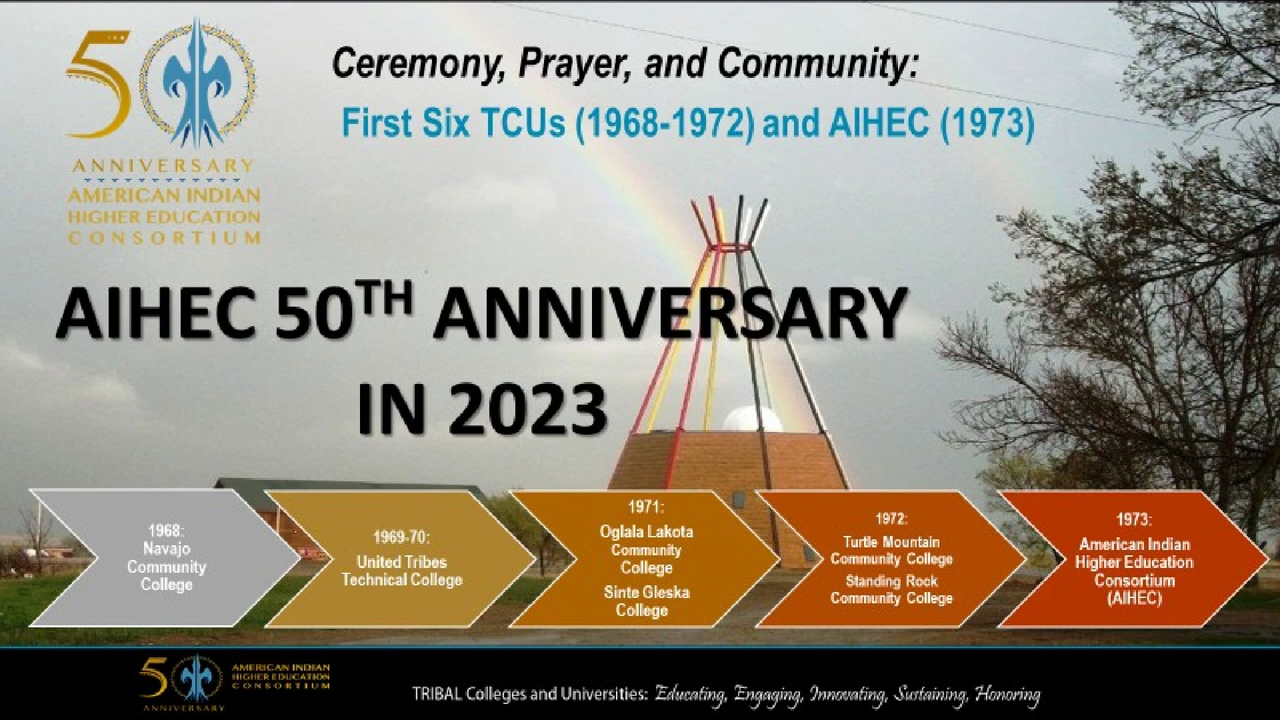 50
ANNIVERSARY
AMERICAN INDIAN
HIGHER EDUCATION
CONSORTIUM
Ceremony, Prayer, and Community:
First Six TCUs (1968-1972) and AIHEC (1973)
AIHEC 50TH ANNIVERSARY
IN 2023
1968:
Navajo
Community
College
1969-70:
United Tribes
Technical College
1971:
Oglala Lakota
Community
College
Sinte Gleska
College
1972:
Turtle Mountain
Community College
Standing Rock
Community College
1973:
American Indian
Higher Education
Consortium
(AIHEC)
50
ANNIVERSARY
AMERICAN INDIAN
HIGHER EDUCATION
CONSORTIUM
TRIBAL Colleges and Universities: Educating, Engaging, Innovating, Sustaining, Honoring